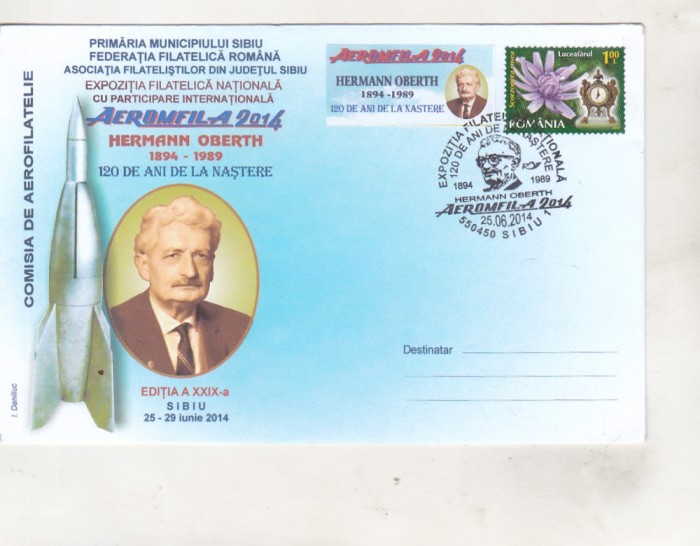 PRIMĂRIA MUNICIPIULUI SIBIU
FEDERAȚIA FILATELICĂ ROMÂNĂ
ASOCIAȚIA FILATELIȘTILOR DIN JUDEȚUL SIBIU
EXPOZIȚIA FILATELICĂ NAȚIONALĂ
CU PARTICIPARE INTERNAȚIONALĂ
AEROMFILA 2014
HERMANN OBERTH
1894 - 1989
120 DE ANI DE LA NAȘTERE
COMISIA DE AEROFILATELIE
I. Daniliuc
EDIȚIA A XXIX-a
SIBIU
25 - 29 iunie 2014
AEROMFILA 2014
HERMANN OBERTH
1894 -1989
120 DE ANI DE LA NAȘTERE
Luceafărul
1,00
ROMÂNIA
EXPOZIȚIA FILATELICĂ NAȚIONALĂ
120 DE ANI DE LA NAȘTERE
1894
1989
HERMANN OBERTH
AEROMFILA 2014
25.06.2014
550450 SIBIU 1
Destinatar